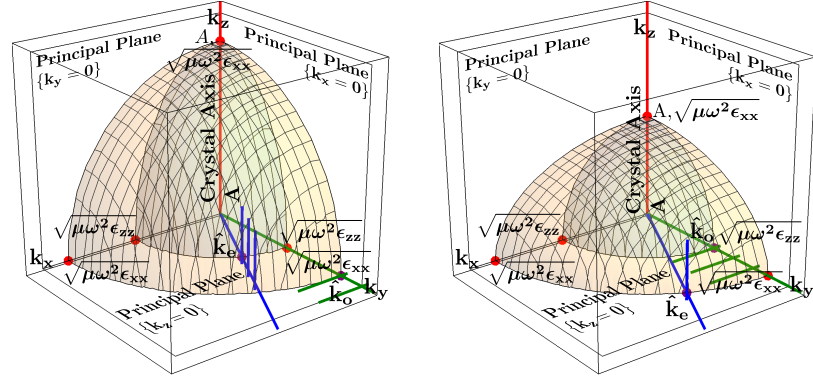 k_z
A,
√μω²ϵ_xx
Principal Plane
{k_y = 0}
Principal Plane
{k_x = 0}
Crystal Axis
A
√μω²ϵ_zz
k_x
√μω²ϵ_xx
k̂_e
√μω²ϵ_zz
√μω²ϵ_xx
k̂_o
k_y
Principal Plane
{k_z = 0}
k_z
Principal Plane
{k_y = 0}
Principal Plane
{k_x = 0}
A, √μω²ϵ_xx
Crystal Axis
A
√μω²ϵ_zz
k_x
√μω²ϵ_xx
k̂_o
√μω²ϵ_zz
√μω²ϵ_xx
k_y
k̂_e
Principal Plane
{k_z = 0}